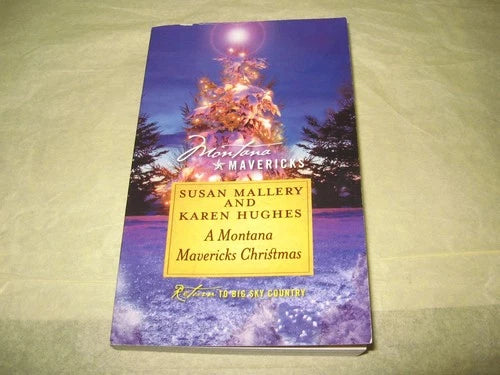 Montana
MAVERICKS
SUSAN MALLERY
AND
KAREN HUGHES
A Montana
Mavericks Christmas
Return TO BIG SKY COUNTRY